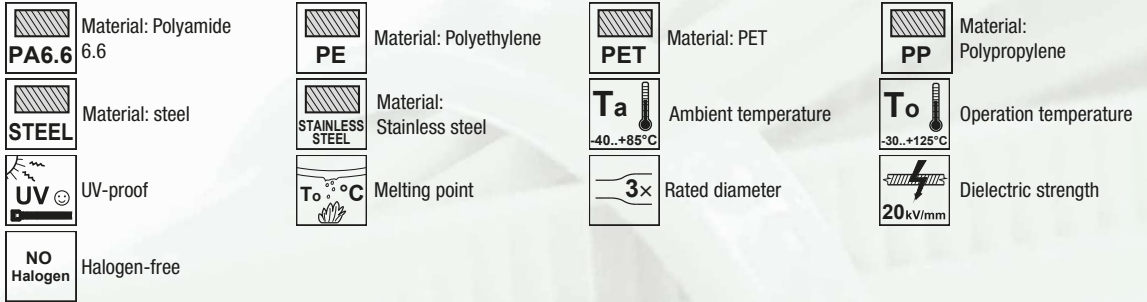 PA6.6
Material: Polyamide
6.6
PE
Material: Polyethylene
PET
Material: PET
PP
Material:
Polypropylene
STEEL
Material: steel
STAINLESS
STEEL
Material:
Stainless steel
Ta
-40..+85°C
Ambient temperature
To
-30..+125°C
Operation temperature
UV
UV-proof
To °C
Melting point
3×
Rated diameter
20kV/mm
Dielectric strength
NO
Halogen
Halogen-free